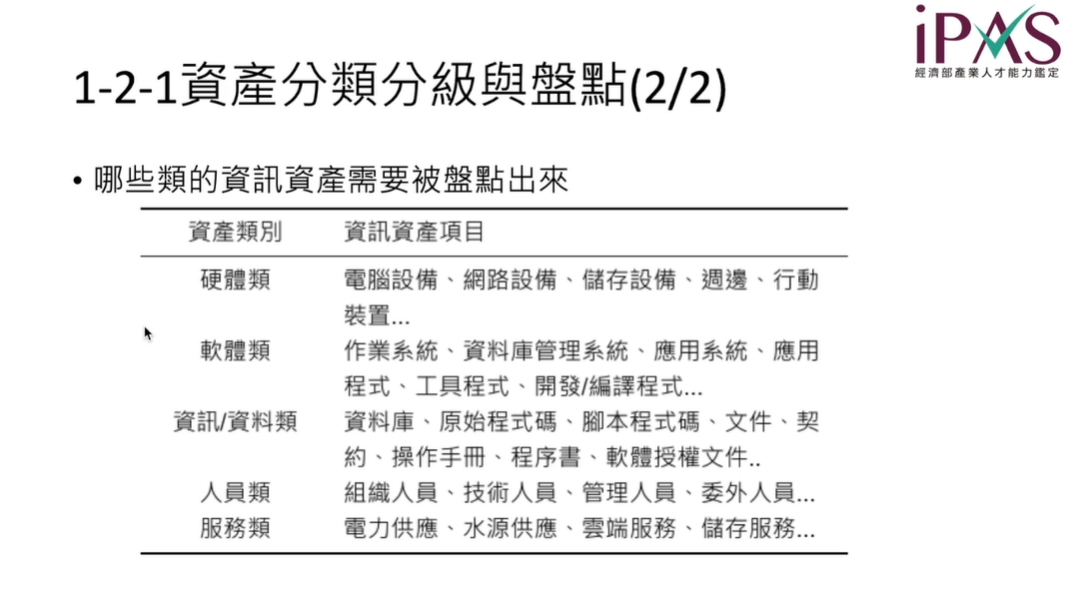 iPAS
經濟部產業人才能力鑑定
1-2-1資產分類分級與盤點(2/2)
• 哪些類的資訊資產需要被盤點出來
資產類別 資訊資產項目
硬體類 電腦設備、網路設備、儲存設備、週邊、行動
裝置...
軟體類 作業系統、資料庫管理系統、應用系統、應用
程式、工具程式、開發/編譯程式...
資訊/資料類 資料庫、原始程式碼、腳本程式碼、文件、契
約、操作手冊、程序書、軟體授權文件..
人員類 組織人員、技術人員、管理人員、委外人員...
服務類 電力供應、水源供應、雲端服務、儲存服務...